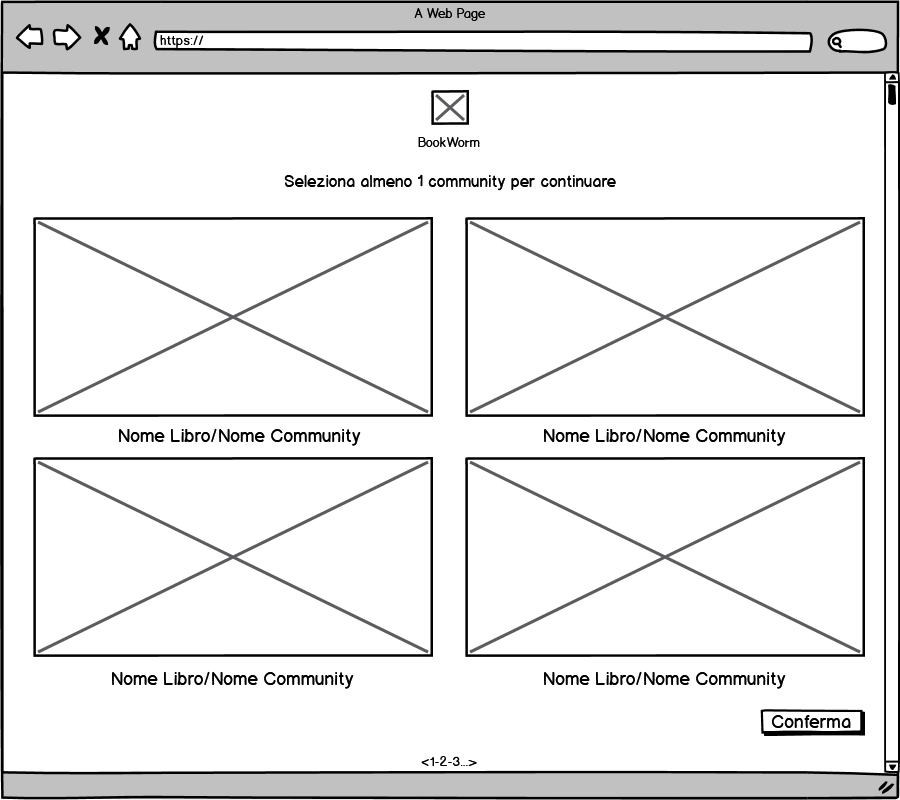 A Web Page
https://
BookWorm
Seleziona almeno 1 community per continuare
Nome Libro/Nome Community
Nome Libro/Nome Community
Nome Libro/Nome Community
Nome Libro/Nome Community
Conferma
<1-2-3...>